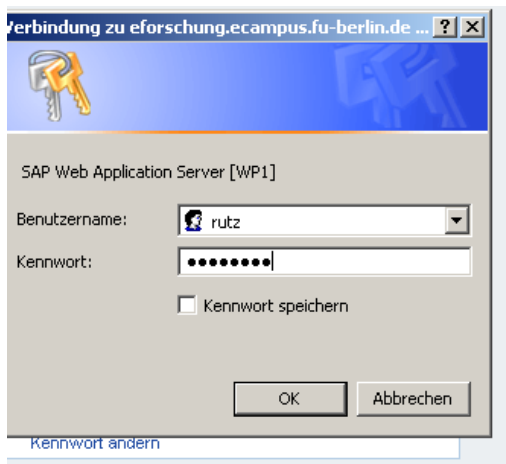 Verbindung zu eforschung.ecampus.fu-berlin.de ...
SAP Web Application Server [WP1]
Benutzername: rutz
Kennwort: ••••••••
Kennwort speichern
OK Abbrechen
Kennwort ändern